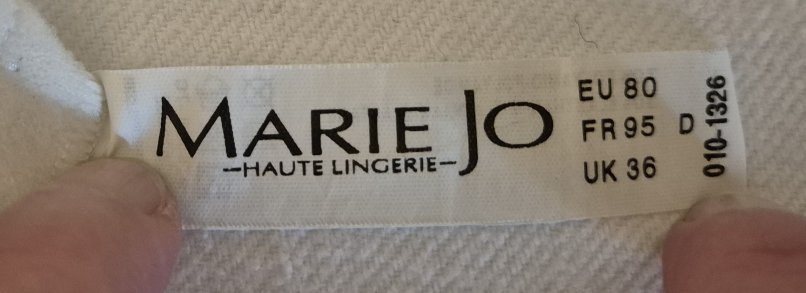 MARIE JO
—HAUTE LINGERIE—
EU 80
FR 95 D
UK 36
010-1326